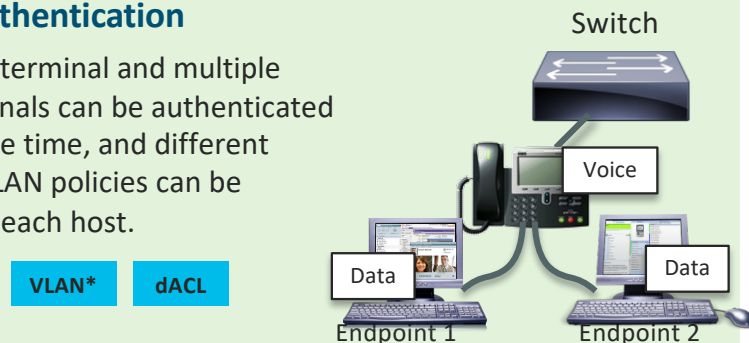 thentication
terminal and multiple
nals can be authenticated
e time, and different
LAN policies can be
each host.
VLAN*
dACL
Switch
Voice
Data
Data
Endpoint 1
Endpoint 2